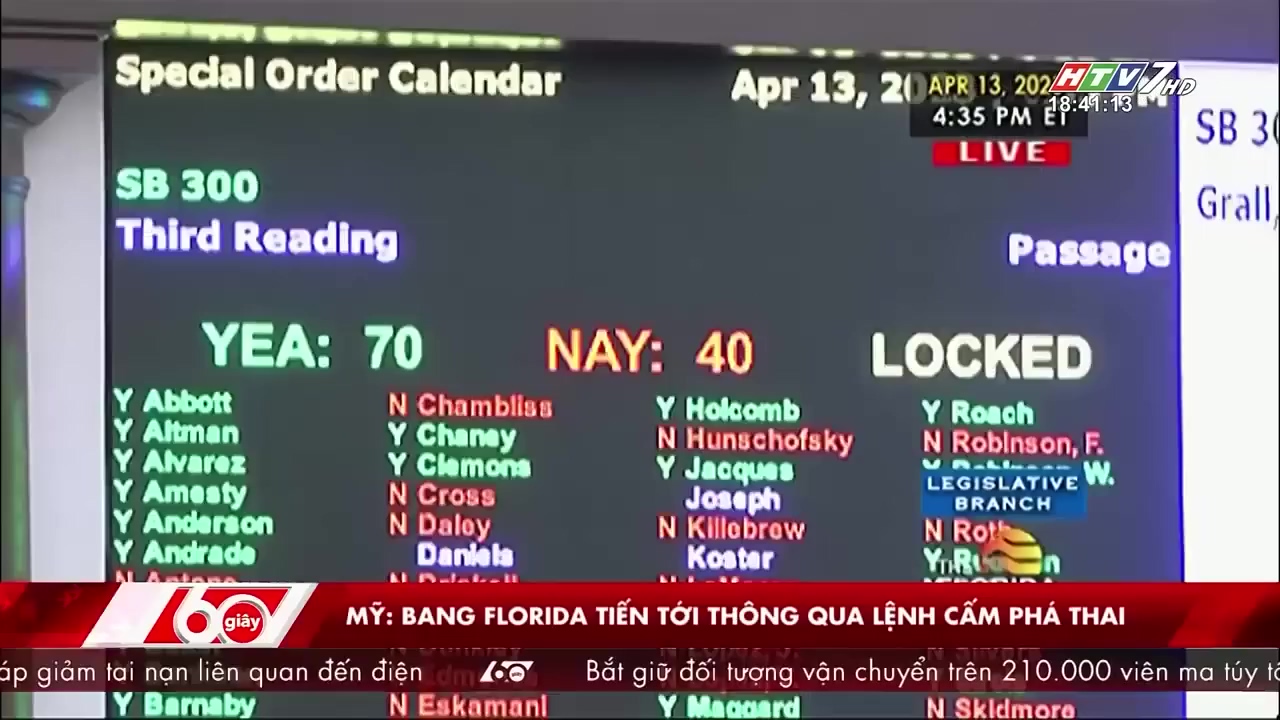 Special Order Calendar
Apr 13, 20
APR 13, 202
HTV7HD
18:41:13
4:35 PM ET
LIVE
SB 300
Third Reading
Passage
SB 30
Grall,
YEA: 70 NAY: 40 LOCKED
Y Abbott N Chambliss Y Holcomb Y Roach
Y Altman Y Chaney N Hunschofsky N Robinson, F.
Y Alvarez Y Clemons Y Jacques Y Robinson, W.
Y Amesty N Cross Joseph
LEGISLATIVE
BRANCH
Y Anderson N Daley N Killebrew N Roth
Y Andrade Daniels Koster
60 giây
MỸ: BANG FLORIDA TIẾN TỚI THÔNG QUA LỆNH CẤM PHÁ THAI
áp giảm tai nạn liên quan đến điện 60 giây Bắt giữ đối tượng vận chuyển trên 210.000 viên ma túy tổ
Y Barnaby N Eskamani Y Maggard N Skidmore